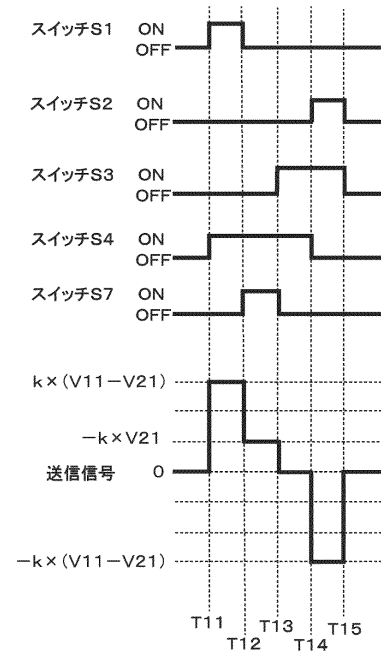 スイッチS1 ON
OFF
スイッチS2 ON
OFF
スイッチS3 ON
OFF
スイッチS4 ON
OFF
スイッチS7 ON
OFF
k×(V11-V21)
-k×V21
送信信号 0
-k×(V11-V21)
T11 T13 T15
T12 T14